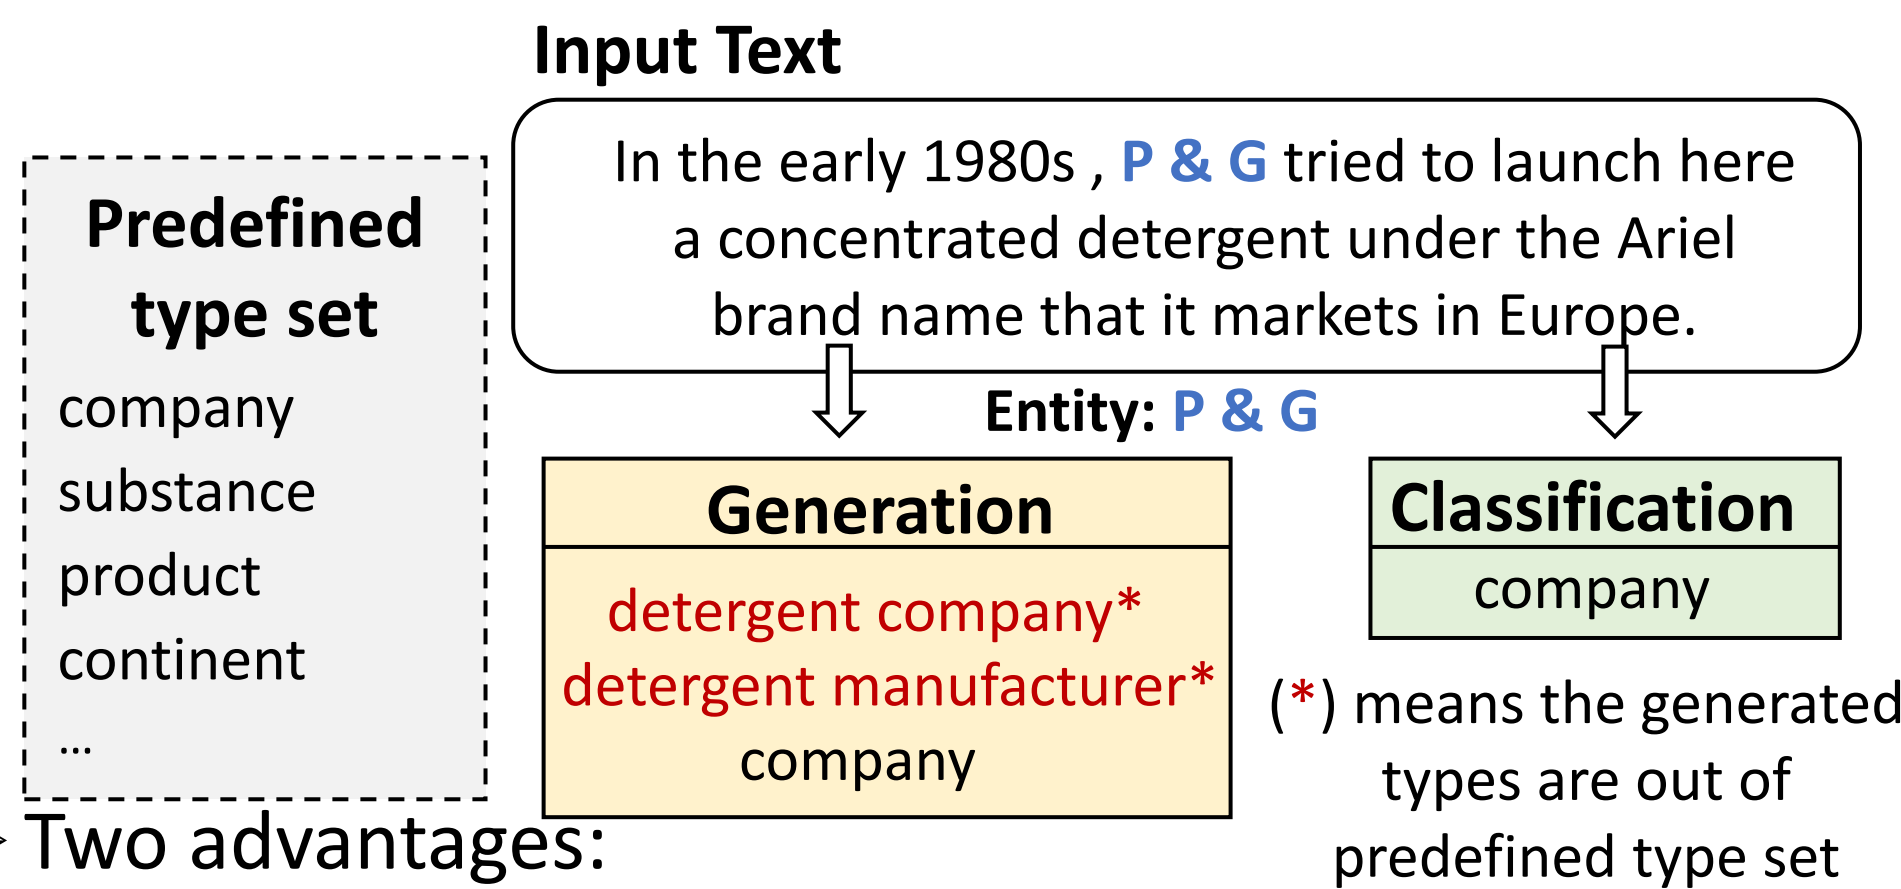 Input Text
In the early 1980s , P & G tried to launch here
a concentrated detergent under the Ariel
brand name that it markets in Europe.
Predefined
type set
company
substance
product
continent
...
Entity: P & G
Generation
detergent company*
detergent manufacturer*
company
Classification
company
(*) means the generated
types are out of
predefined type set
Two advantages: